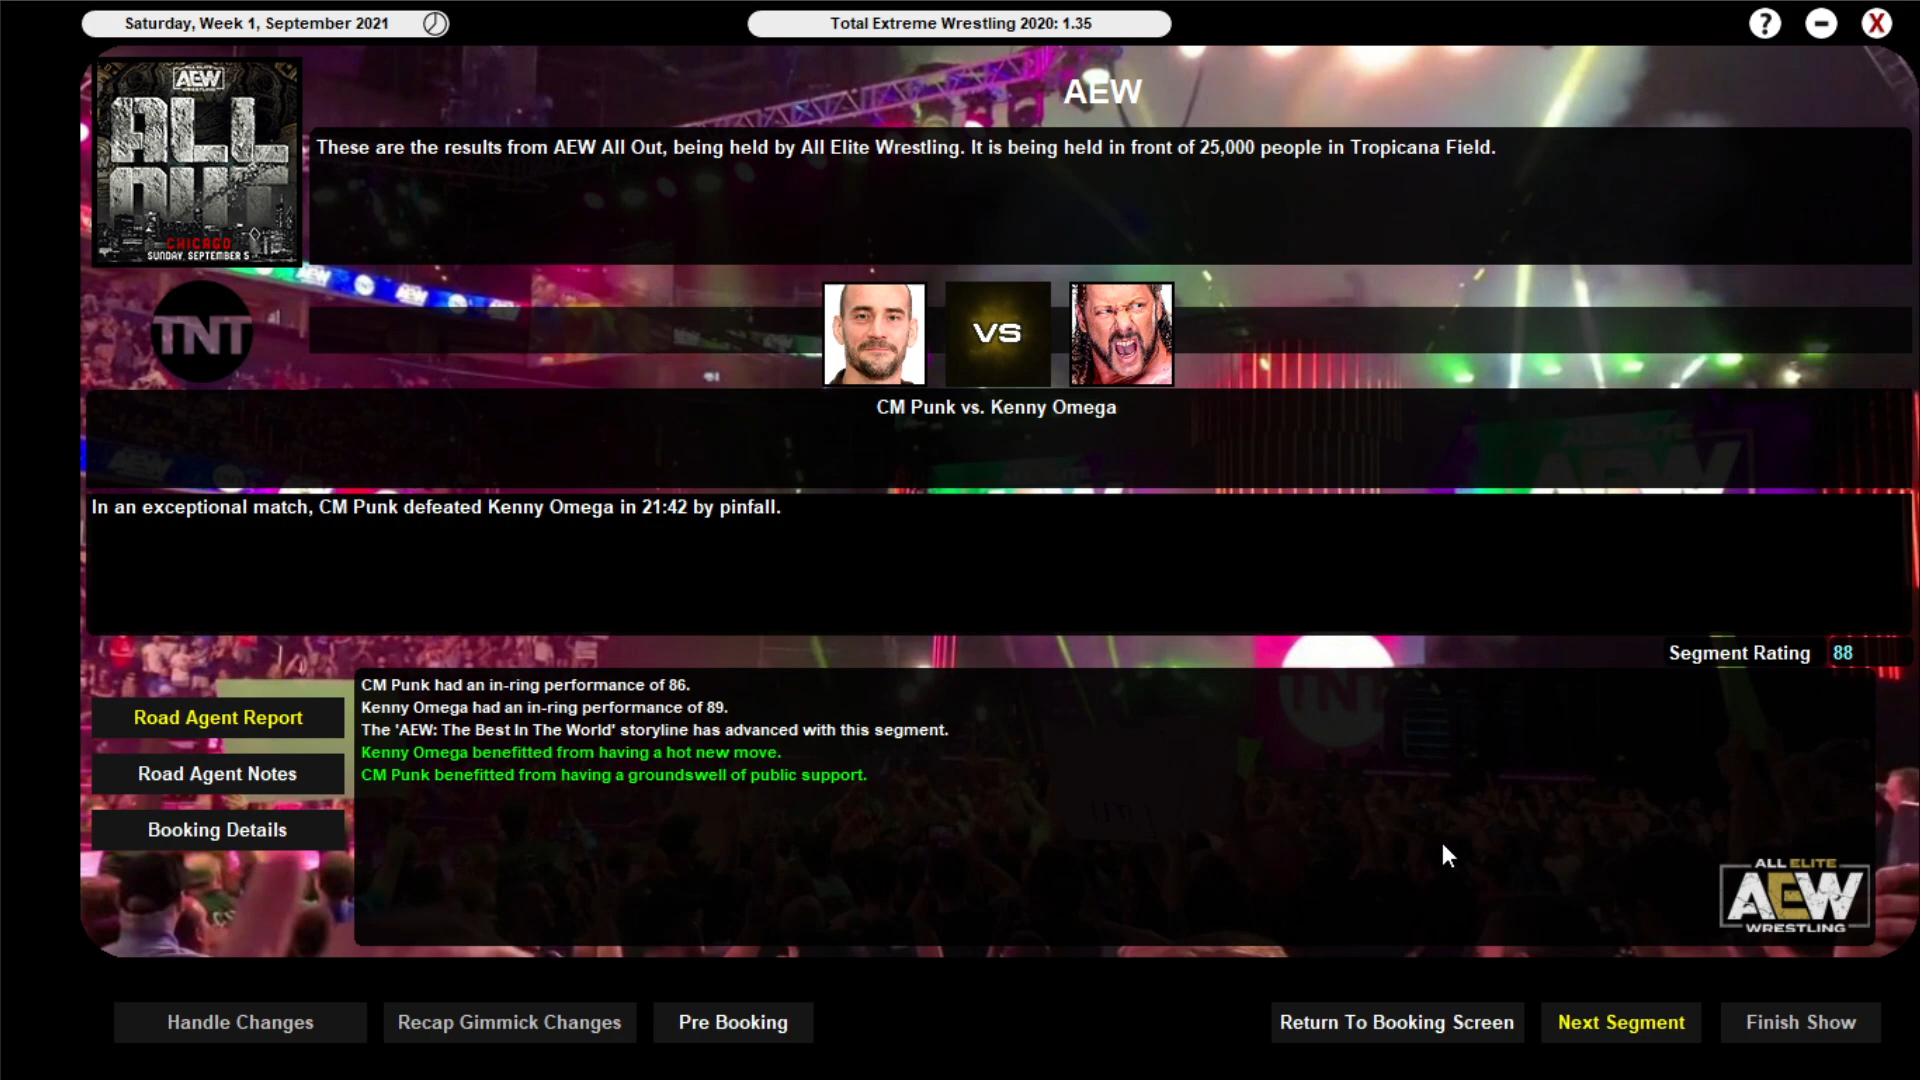 Saturday, Week 1, September 2021
Total Extreme Wrestling 2020: 1.35
?
X
ALL ELITE
AEW
WRESTLING
ALL
OUT
CHICAGO
SUNDAY, SEPTEMBER 5
AEW
These are the results from AEW All Out, being held by All Elite Wrestling. It is being held in front of 25,000 people in Tropicana Field.
TNT
VS
CM Punk vs. Kenny Omega
In an exceptional match, CM Punk defeated Kenny Omega in 21:42 by pinfall.
Segment Rating 88
Road Agent Report
Road Agent Notes
Booking Details
CM Punk had an in-ring performance of 86.
Kenny Omega had an in-ring performance of 89.
The 'AEW: The Best In The World' storyline has advanced with this segment.
Kenny Omega benefitted from having a hot new move.
CM Punk benefitted from having a groundswell of public support.
ALL ELITE
AEW
WRESTLING
Handle Changes
Recap Gimmick Changes
Pre Booking
Return To Booking Screen
Next Segment
Finish Show